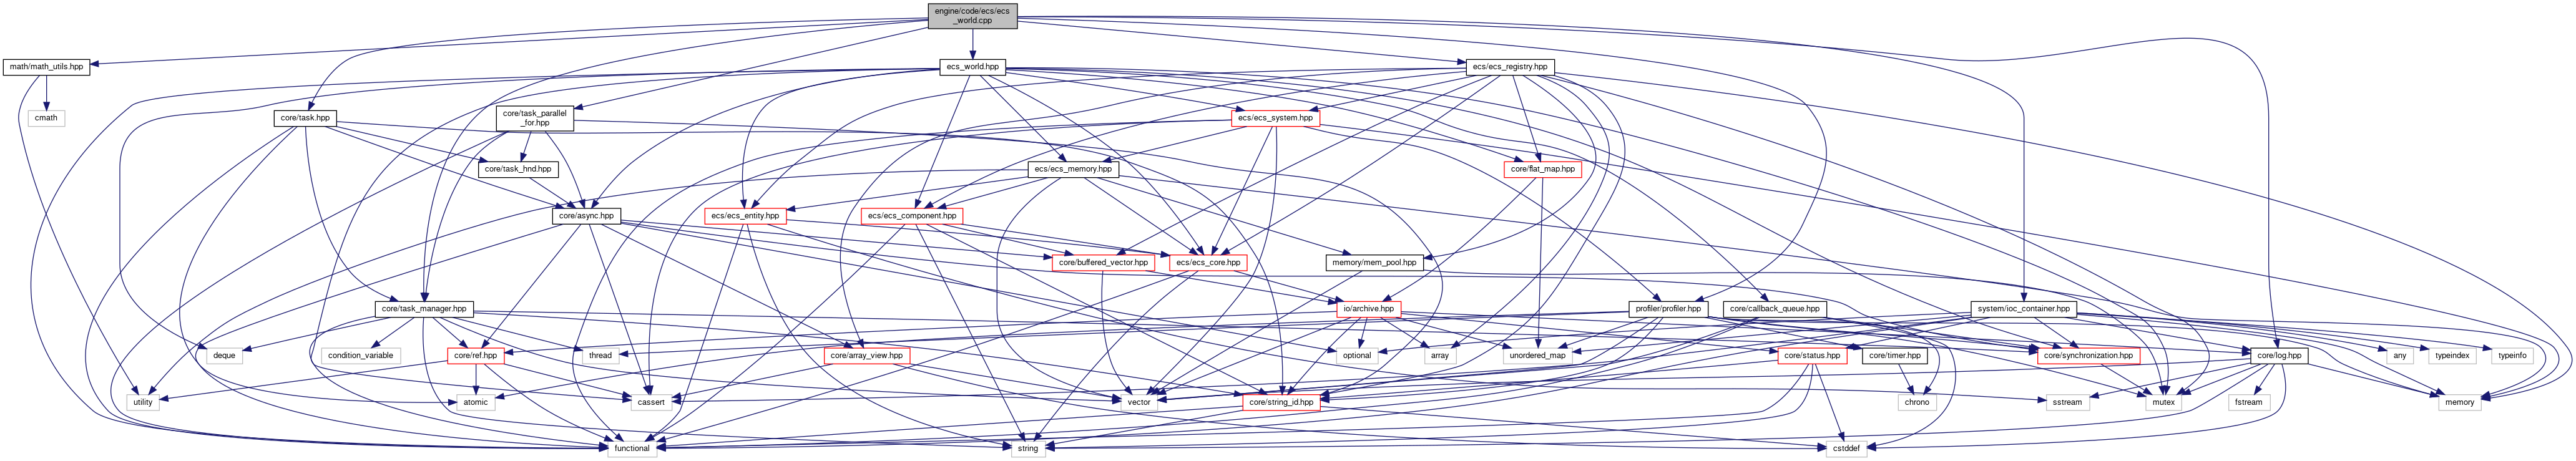 engine/code/ecs/ecs
_world.cpp
math/math_utils.hpp
ecs_world.hpp
ecs/ecs_registry.hpp
cmath
core/task.hpp
core/task_parallel
_for.hpp
ecs/ecs_system.hpp
core/task_hnd.hpp
ecs/ecs_memory.hpp
core/flat_map.hpp
core/async.hpp
ecs/ecs_entity.hpp
ecs/ecs_component.hpp
core/buffered_vector.hpp
ecs/ecs_core.hpp
memory/mem_pool.hpp
core/task_manager.hpp
io/archive.hpp
profiler/profiler.hpp
core/callback_queue.hpp
system/ioc_container.hpp
deque
condition_variable
core/ref.hpp
thread
core/array_view.hpp
optional
array
unordered_map
core/status.hpp
core/timer.hpp
core/synchronization.hpp
core/log.hpp
any
typeindex
typeinfo
utility
atomic
cassert
vector
core/string_id.hpp
chrono
sstream
mutex
fstream
memory
functional
string
cstddef